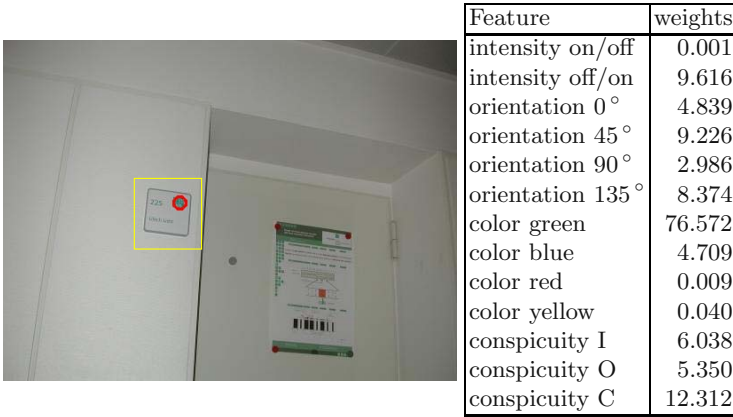 Feature weights
intensity on/off 0.001
intensity off/on 9.616
orientation 0° 4.839
orientation 45° 9.226
orientation 90° 2.986
orientation 135° 8.374
color green 76.572
color blue 4.709
color red 0.009
color yellow 0.040
conspicuity I 6.038
conspicuity O 5.350
conspicuity C 12.312